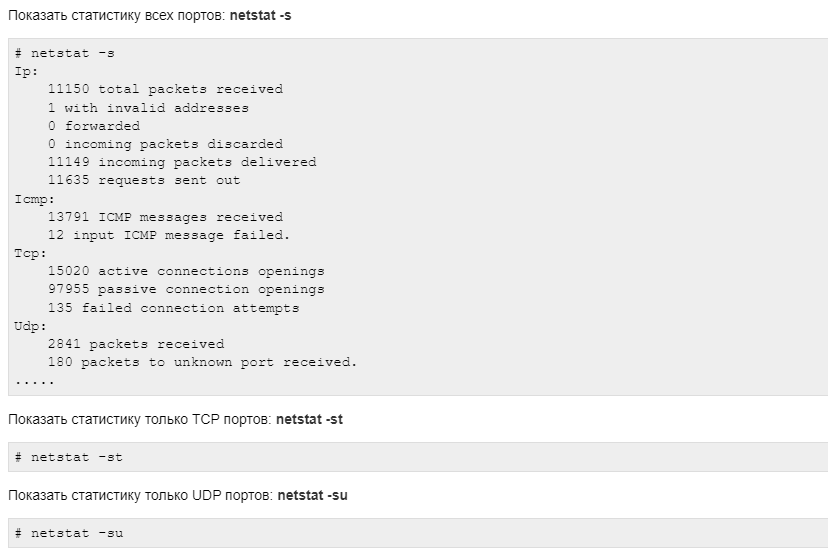 Показать статистику всех портов: netstat -s
# netstat -s
Ip:
    11150 total packets received
    1 with invalid addresses
    0 forwarded
    0 incoming packets discarded
    11149 incoming packets delivered
    11635 requests sent out
Icmp:
    13791 ICMP messages received
    12 input ICMP message failed.
Tcp:
    15020 active connections openings
    97955 passive connection openings
    135 failed connection attempts
Udp:
    2841 packets received
    180 packets to unknown port received.
.....
Показать статистику только TCP портов: netstat -st
# netstat -st
Показать статистику только UDP портов: netstat -su
# netstat -su